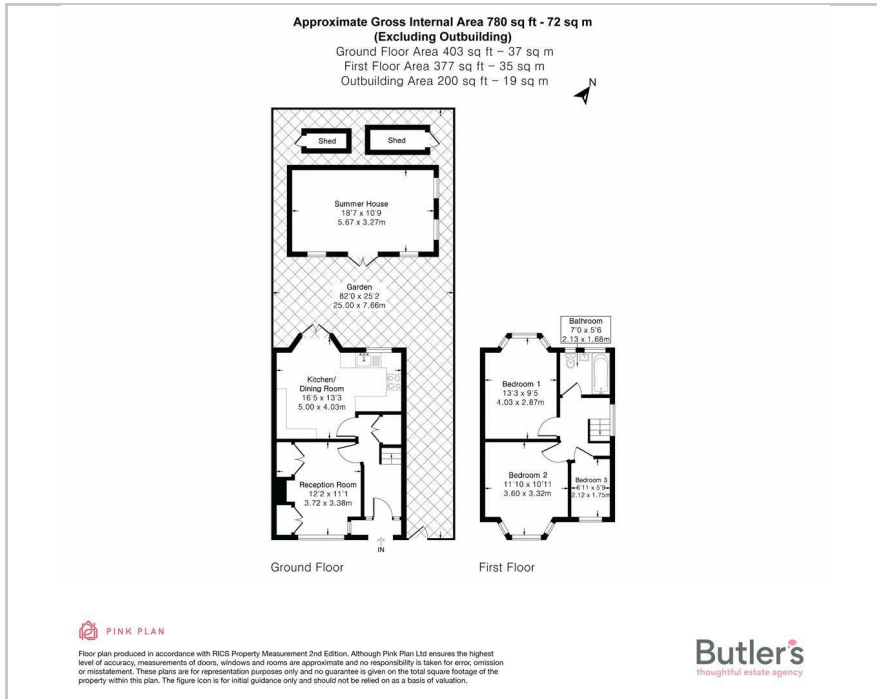 Approximate Gross Internal Area 780 sq ft - 72 sq m
(Excluding Outbuilding)
Ground Floor Area 403 sq ft – 37 sq m
First Floor Area 377 sq ft – 35 sq m
Outbuilding Area 200 sq ft – 19 sq m
N
Shed
Shed
Summer House
18'7 x 10'9
5.67 x 3.27m
Garden
82'0 x 25'2
25.00 x 7.66m
Kitchen/
Dining Room
16'5 x 13'3
5.00 x 4.03m
Reception Room
12'2 x 11'1
3.72 x 3.38m
IN
Ground Floor
Bathroom
7'0 x 5'6
2.13 x 1.68m
Bedroom 1
13'3 x 9'5
4.03 x 2.87m
Bedroom 2
11'10 x 10'11
3.60 x 3.32m
Bedroom 3
6'11 x 5'9
2.12 x 1.75m
First Floor
PINK PLAN
Floor plan produced in accordance with RICS Property Measurement 2nd Edition. Although Pink Plan Ltd ensures the highest
level of accuracy, measurements of doors, windows and rooms are approximate and no responsibility is taken for error, omission
or misstatement. These plans are for representation purposes only and no guarantee is given on the total square footage of the
property within this plan. The figure icon is for initial guidance only and should not be relied on as a basis of valuation.
Butler's
thoughtful estate agency